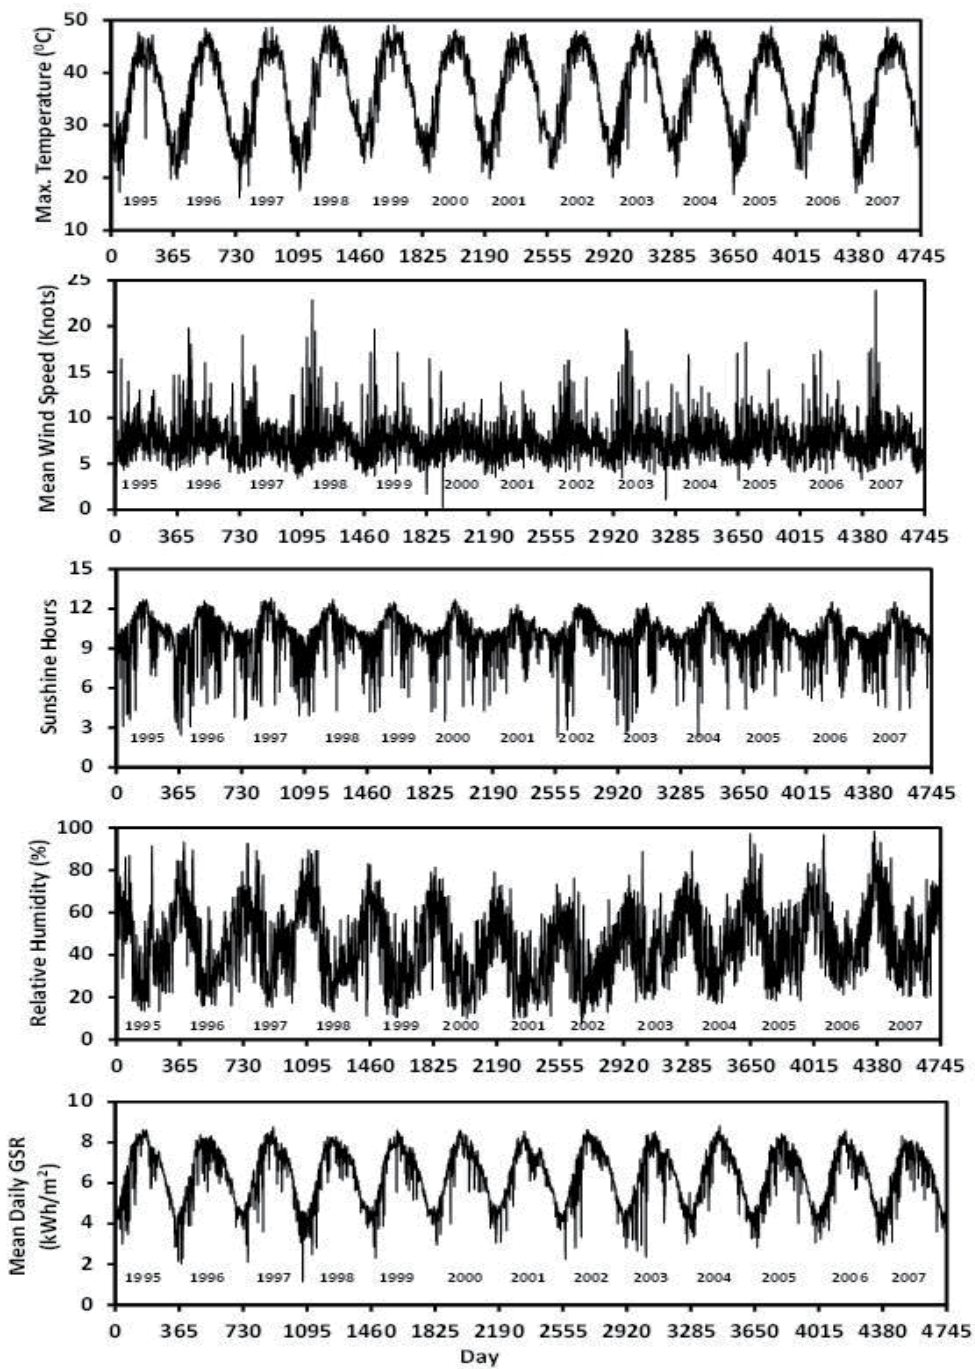 Max. Temperature (⁰C)
50
40
30
20
10
1995 1996 1997 1998 1999 2000 2001 2002 2003 2004 2005 2006 2007
0 365 730 1095 1460 1825 2190 2555 2920 3285 3650 4015 4380 4745
Mean Wind Speed (Knots)
25
20
15
10
5
0
1995 1996 1997 1998 1999 2000 2001 2002 2003 2004 2005 2006 2007
0 365 730 1095 1460 1825 2190 2555 2920 3285 3650 4015 4380 4745
Sunshine Hours
15
12
9
6
3
0
1995 1996 1997 1998 1999 2000 2001 2002 2003 2004 2005 2006 2007
0 365 730 1095 1460 1825 2190 2555 2920 3285 3650 4015 4380 4745
Relative Humidity (%)
100
80
60
40
20
0
1995 1996 1997 1998 1999 2000 2001 2002 2003 2004 2005 2006 2007
0 365 730 1095 1460 1825 2190 2555 2920 3285 3650 4015 4380 4745
Mean Daily GSR
(kWh/m²)
10
8
6
4
2
0
1995 1996 1997 1998 1999 2000 2001 2002 2003 2004 2005 2006 2007
0 365 730 1095 1460 1825 2190 2555 2920 3285 3650 4015 4380 4745
Day